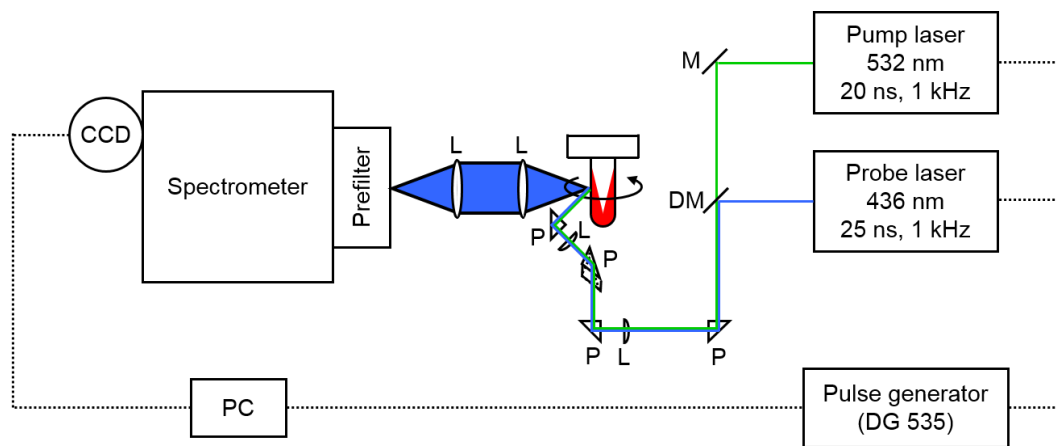 Pump laser
532 nm
20 ns, 1 kHz
M
CCD
Spectrometer
Prefilter
L
L
Probe laser
436 nm
25 ns, 1 kHz
DM
P
L
P
P
L
P
PC
Pulse generator
(DG 535)